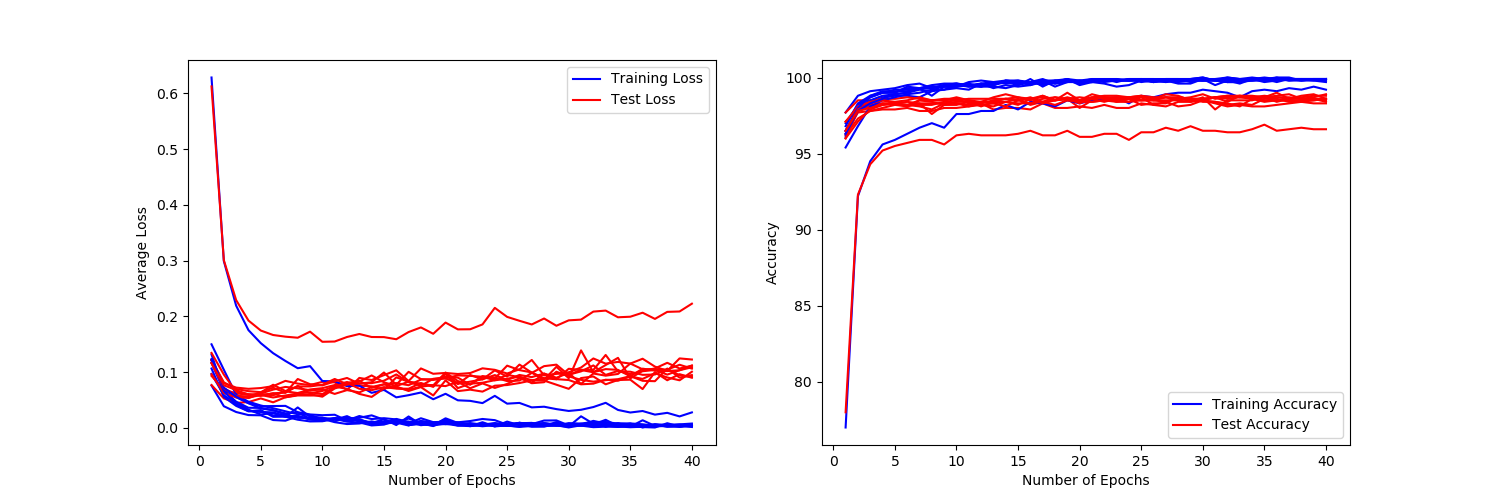 Average Loss
0.6
0.5
0.4
0.3
0.2
0.1
0.0
Training Loss
Test Loss
0 5 10 15 20 25 30 35 40
Number of Epochs
Accuracy
100
95
90
85
80
Training Accuracy
Test Accuracy
0 5 10 15 20 25 30 35 40
Number of Epochs